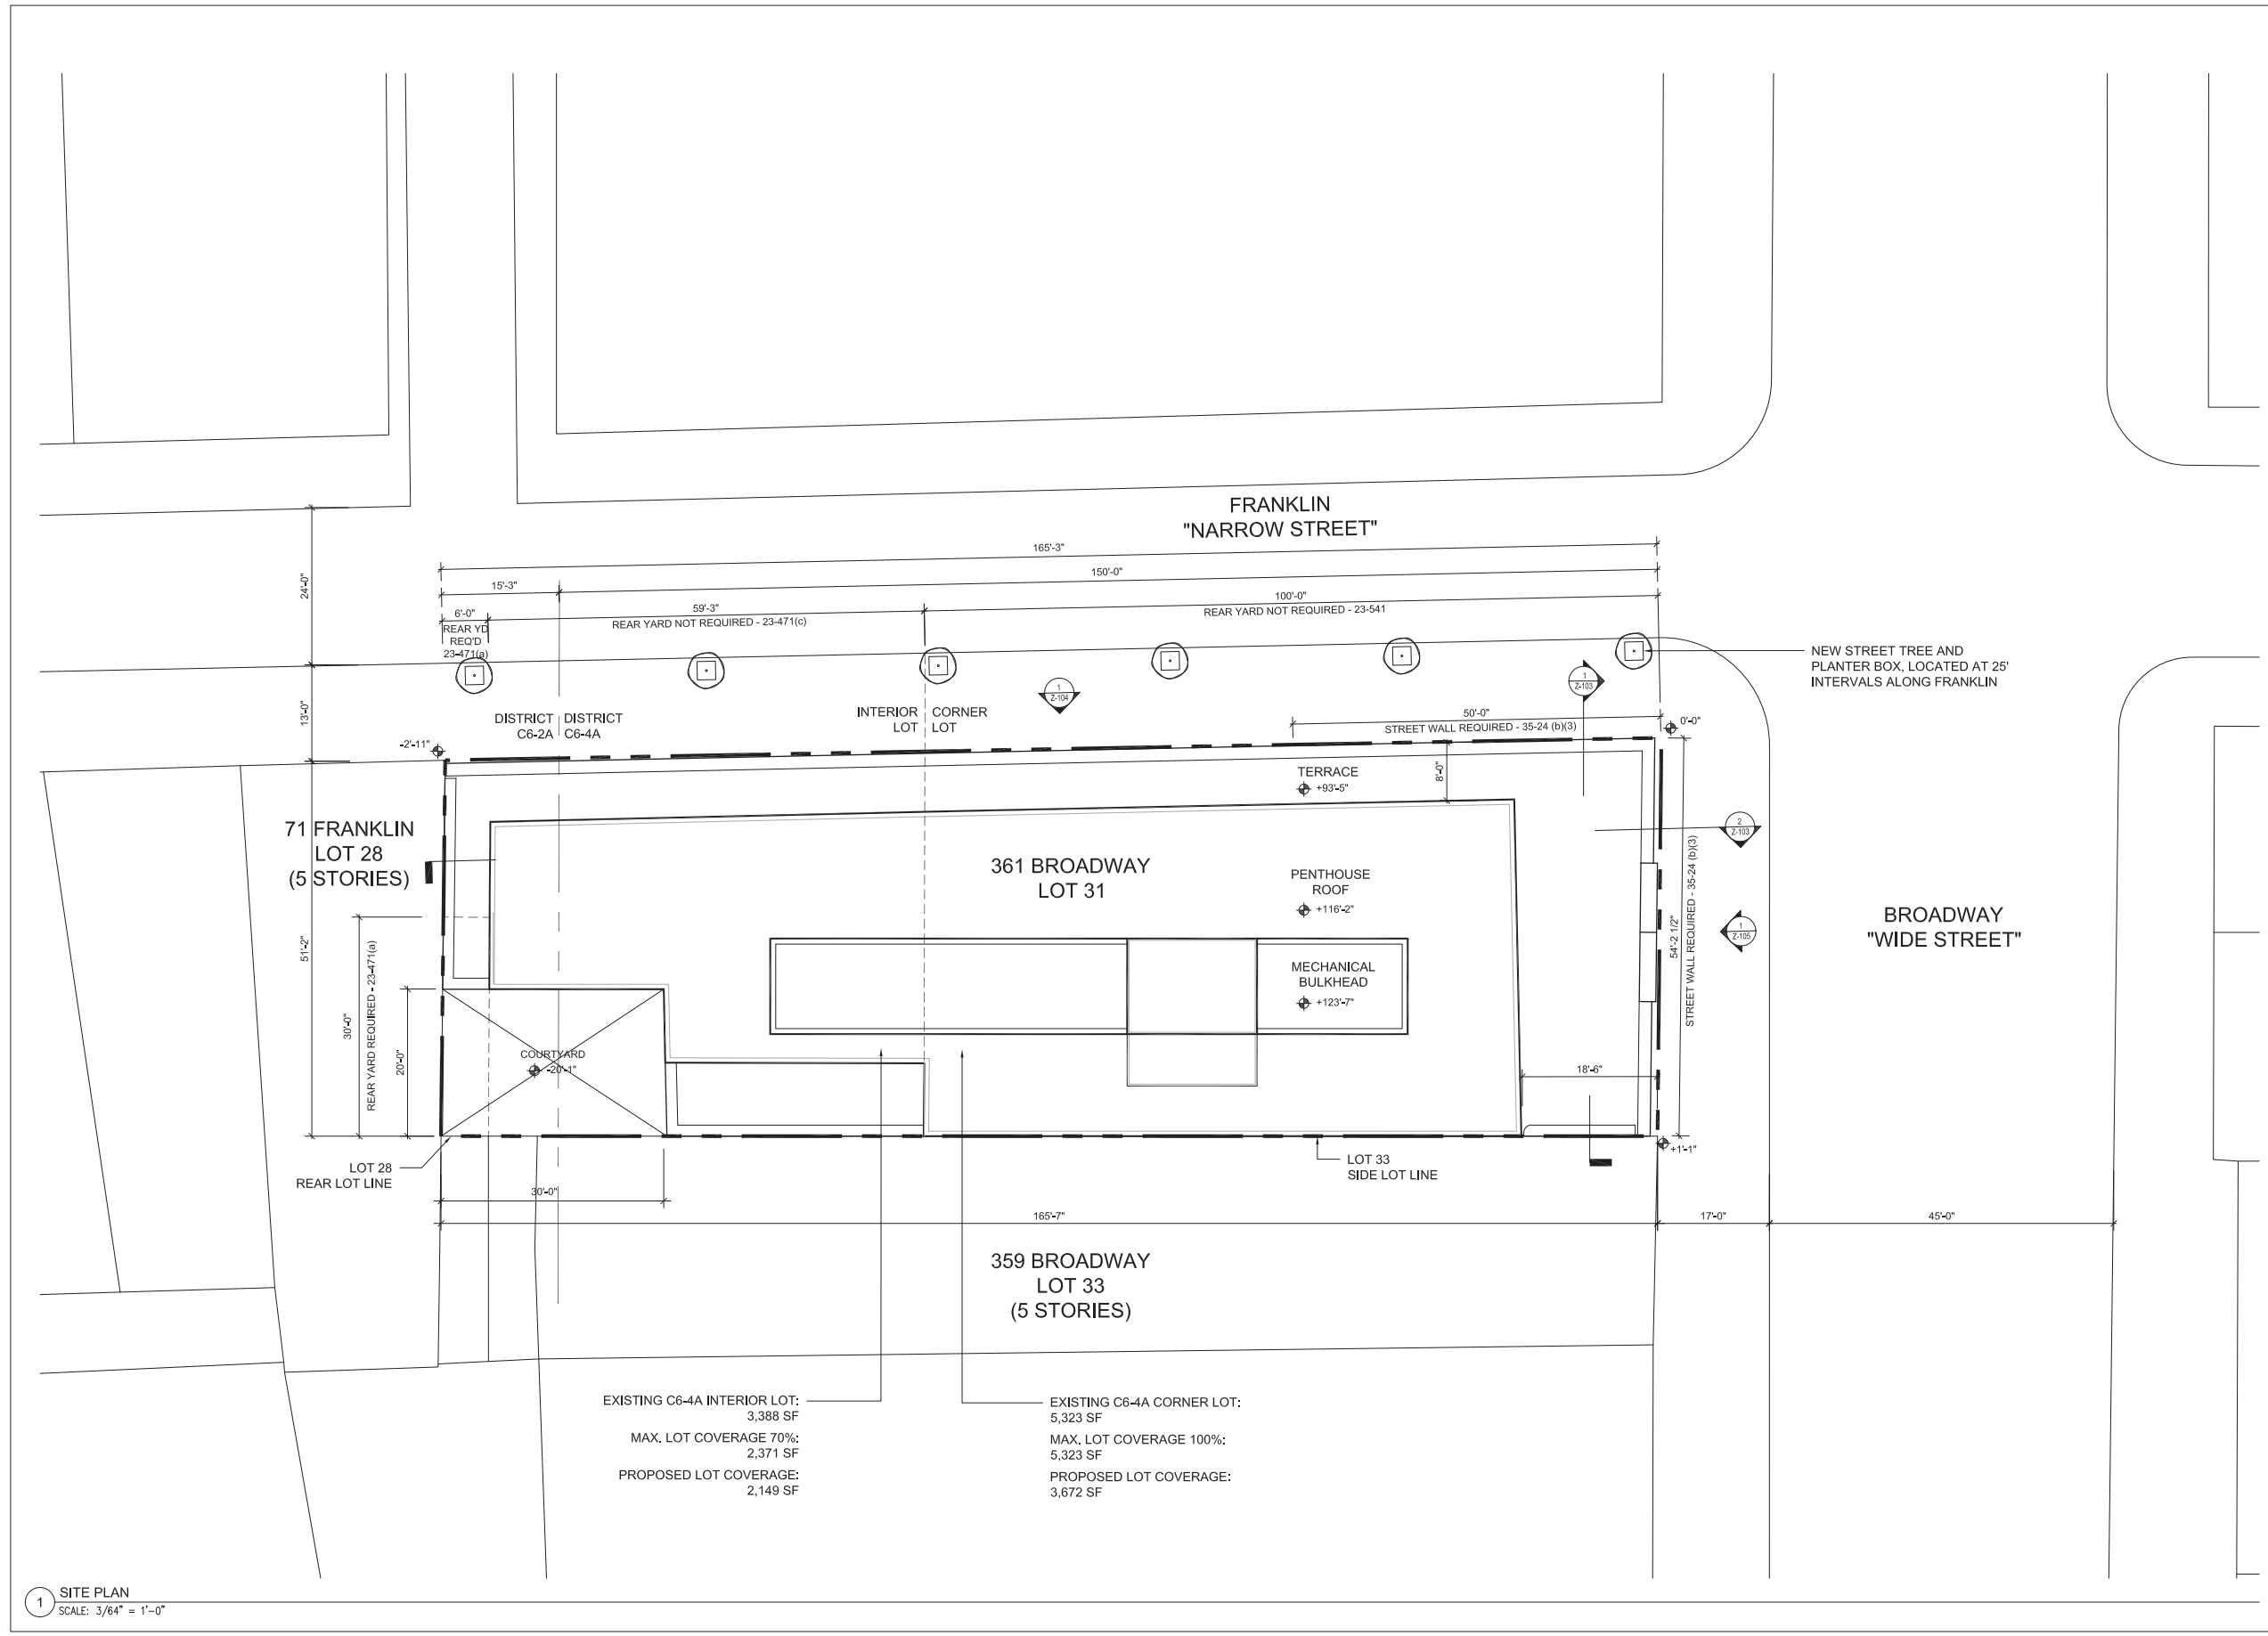 FRANKLIN
"NARROW STREET"
165'-3"
150'-0"
15'-3"
100'-0"
REAR YARD NOT REQUIRED - 23-541
59'-3"
REAR YARD NOT REQUIRED - 23-471(c)
6'-0"
REAR YD
REQ'D
23-471(a)
24'-0"
13'-0"
NEW STREET TREE AND
PLANTER BOX, LOCATED AT 25'
INTERVALS ALONG FRANKLIN
1
Z-104
1
Z-103
DISTRICT
C6-2A
DISTRICT
C6-4A
INTERIOR
LOT
CORNER
LOT
50'-0"
STREET WALL REQUIRED - 35-24 (b)(3)
0'-0"
-2'-11"
TERRACE
+93'-5"
8'-0"
71 FRANKLIN
LOT 28
(5 STORIES)
361 BROADWAY
LOT 31
PENTHOUSE
ROOF
+116'-2"
2
Z-103
1
Z-105
54'-2 1/2"
STREET WALL REQUIRED - 35-24 (b)(3)
BROADWAY
"WIDE STREET"
51'-2"
30'-0"
REAR YARD REQUIRED - 23-471(a)
20'-0"
MECHANICAL
BULKHEAD
+123'-7"
COURTYARD
-20'-1"
18'-6"
+1'-1"
LOT 28
REAR LOT LINE
LOT 33
SIDE LOT LINE
30'-0"
165'-7"
17'-0"
45'-0"
359 BROADWAY
LOT 33
(5 STORIES)
EXISTING C6-4A INTERIOR LOT:
3,388 SF
MAX. LOT COVERAGE 70%:
2,371 SF
PROPOSED LOT COVERAGE:
2,149 SF
EXISTING C6-4A CORNER LOT:
5,323 SF
MAX. LOT COVERAGE 100%:
5,323 SF
PROPOSED LOT COVERAGE:
3,672 SF
1
SITE PLAN
SCALE: 3/64" = 1'-0"